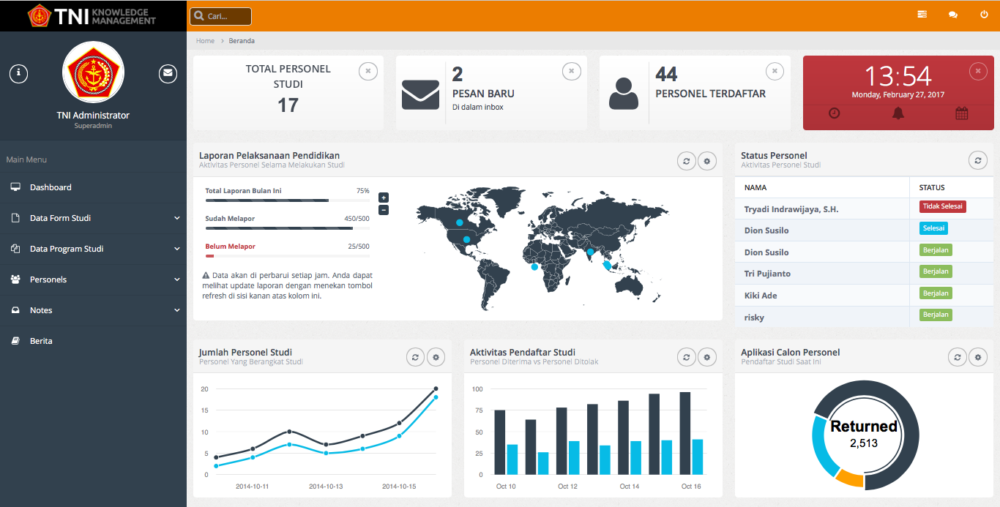 TNI KNOWLEDGE
MANAGEMENT
Cari...
TNI Administrator
Superadmin
Main Menu
Dashboard
Data Form Studi
Data Program Studi
Personels
Notes
Berita
Home > Beranda
TOTAL PERSONEL
STUDI
17
2
PESAN BARU
Di dalam inbox
44
PERSONEL TERDAFTAR
13:54
Monday, February 27, 2017
Laporan Pelaksanaan Pendidikan
Aktivitas Personel Selama Melakukan Studi
Total Laporan Bulan Ini 75%
Sudah Melapor 450/500
Belum Melapor 25/500
Data akan di perbarui setiap jam. Anda dapat
melihat update laporan dengan menekan tombol
refresh di sisi kanan atas kolom ini.
+
−
Status Personel
Aktivitas Personel Studi
NAMA STATUS
Tryadi Indrawijaya, S.H. Tidak Selesai
Dion Susilo Selesai
Dion Susilo Berjalan
Tri Pujianto Berjalan
Kiki Ade Berjalan
risky Berjalan
Jumlah Personel Studi
Personel Yang Berangkat Studi
20
15
10
5
0
2014-10-11 2014-10-13 2014-10-15
Aktivitas Pendaftar Studi
Personel Diterima vs Personel Ditolak
100
75
50
25
0
Oct 10 Oct 12 Oct 14 Oct 16
Aplikasi Calon Personel
Pendaftar Studi Saat Ini
Returned
2,513